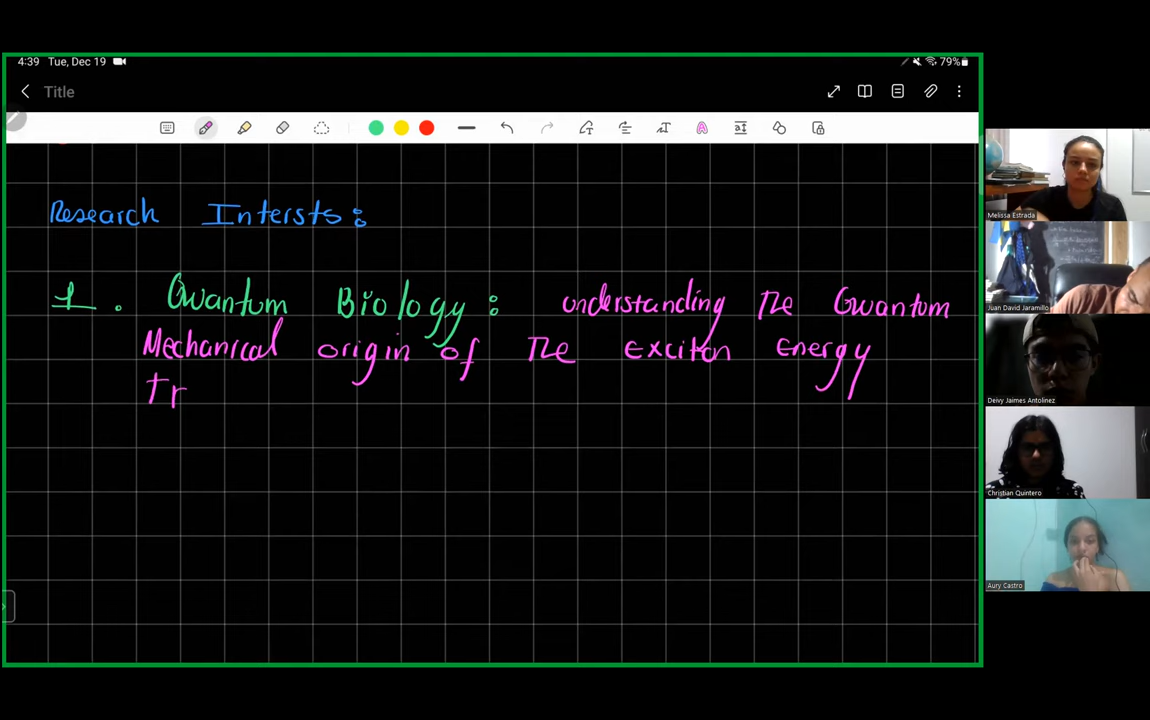 4:39 Tue, Dec 19
79%
Title
Research Intersts:
1. Quantum Biology: understanding The Quantum
Mechanical origin of The Exciton Energy
Tr
Melissa Estrada
Juan David Jaramillo
Deivy Jaimes Antolinez
Christian Quintero
Aury Castro